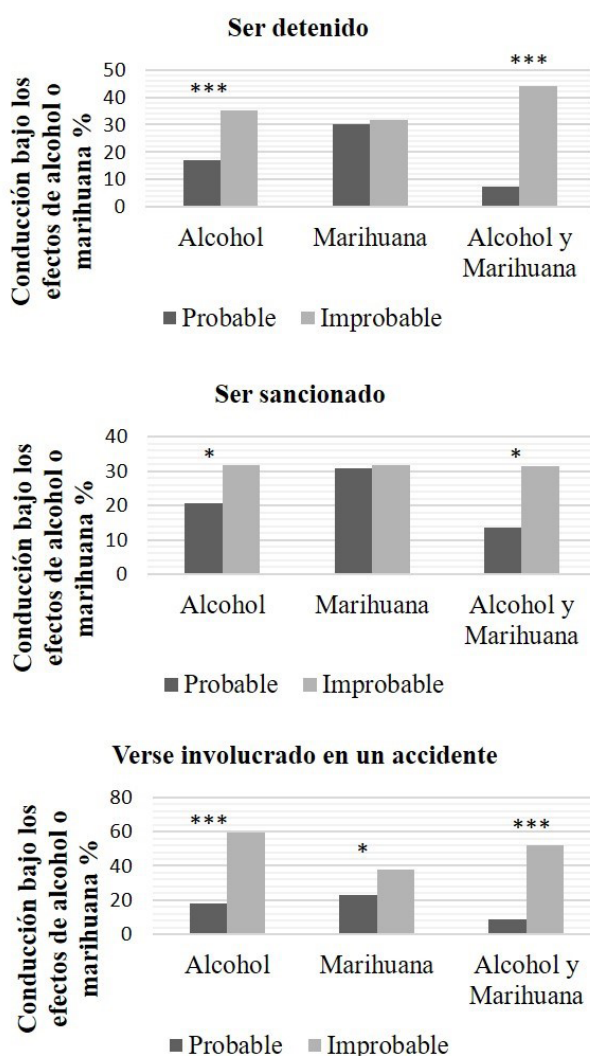 Ser detenido
Conducción bajo los
efectos de alcohol o
marihuana %
50
40
30
20
10
0
***
***
Alcohol
Marihuana
Alcohol y
Marihuana
Probable Improbable
Ser sancionado
Conducción bajo los
efectos de alcohol o
marihuana %
40
30
20
10
0
*
*
Alcohol
Marihuana
Alcohol y
Marihuana
Probable Improbable
Verse involucrado en un accidente
Conducción bajo los
efectos de alcohol o
marihuana %
80
60
40
20
0
***
*
***
Alcohol
Marihuana
Alcohol y
Marihuana
Probable Improbable